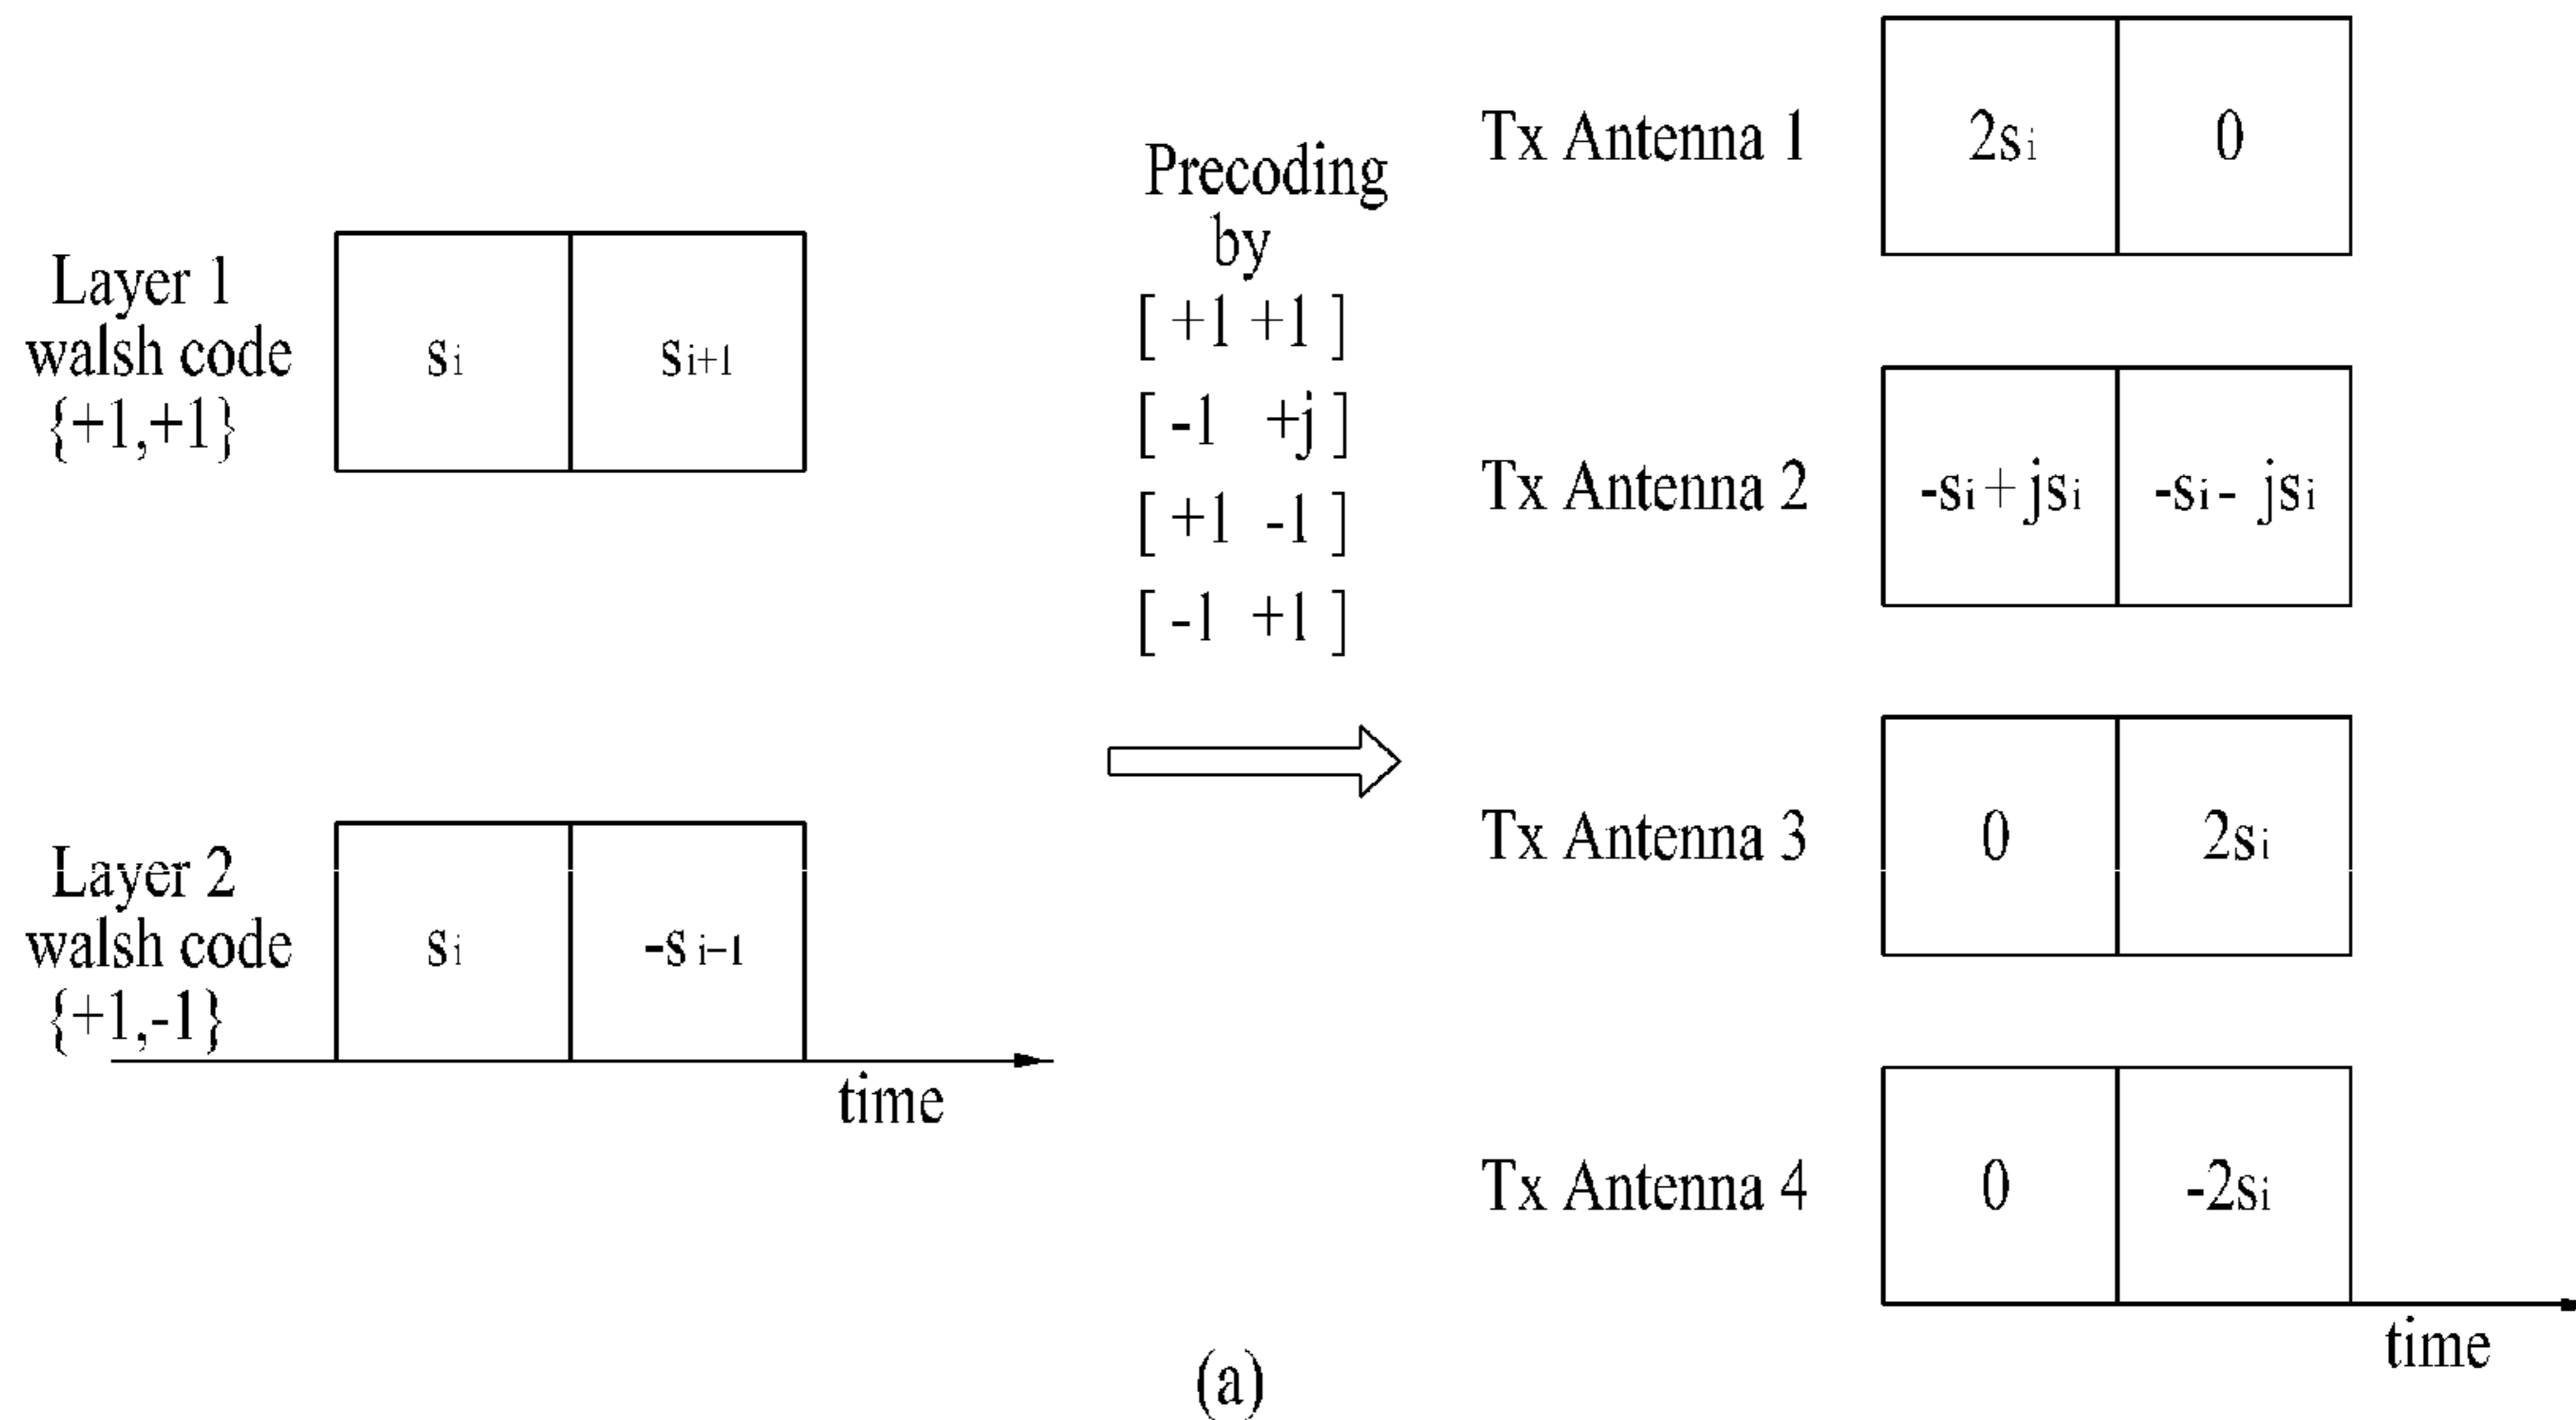 Layer 1
walsh code
{+1,+1}
si
si+1
Layer 2
walsh code
{+1,-1}
si
-si-1
time
Precoding
by
[ +1 +1 ]
[ -1 +j ]
[ +1 -1 ]
[ -1 +1 ]
Tx Antenna 1
2si
0
Tx Antenna 2
-si+jsi
-si- jsi
Tx Antenna 3
0
2si
Tx Antenna 4
0
-2si
time
(a)